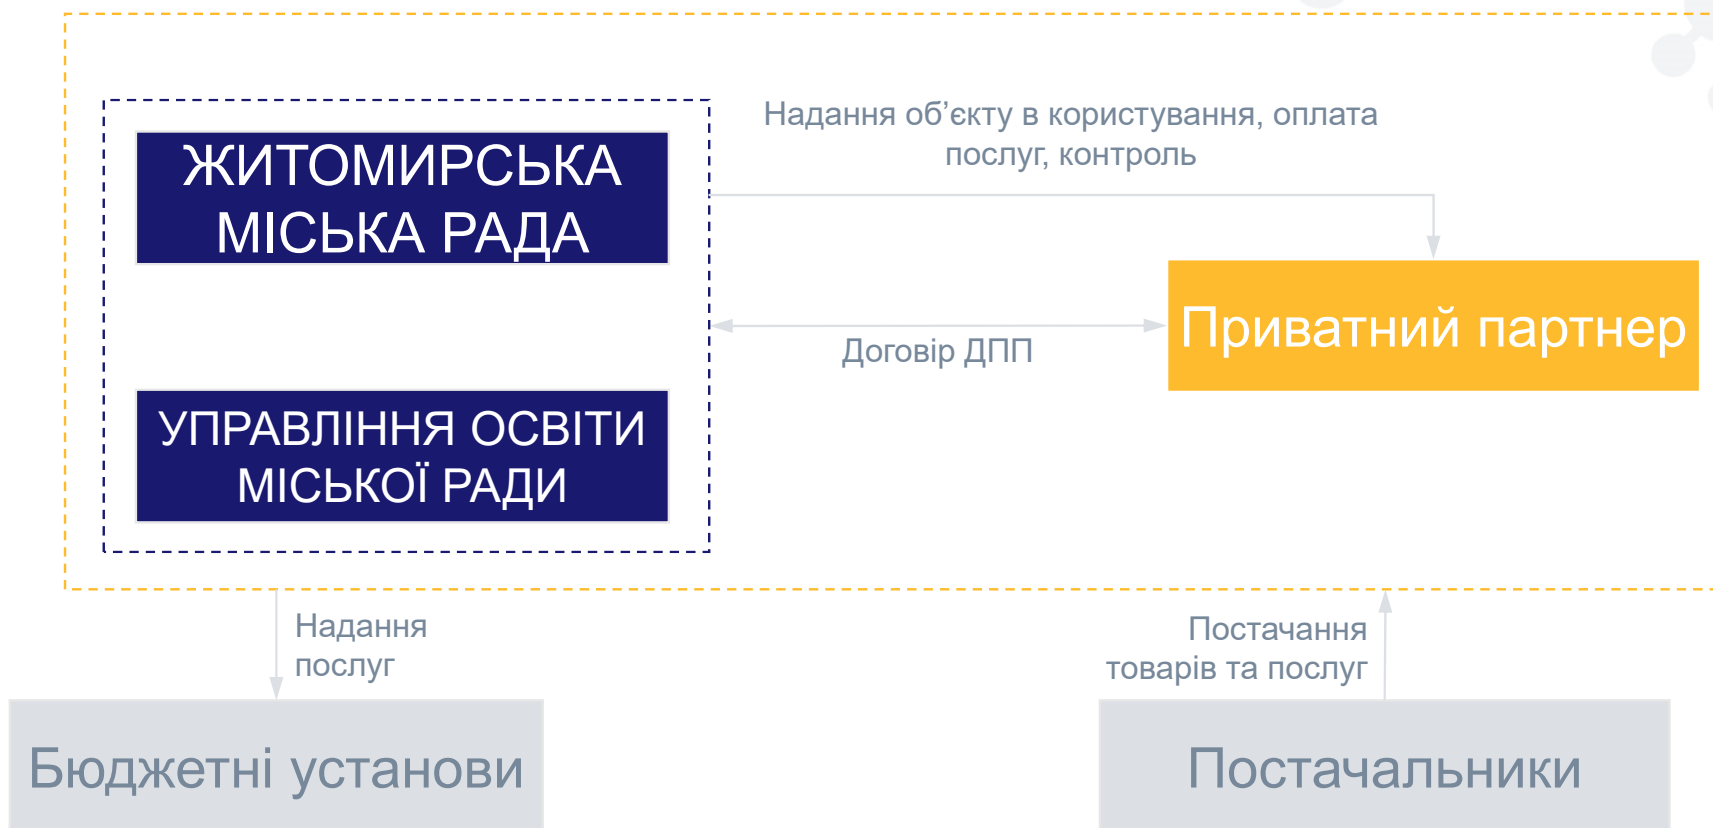 Надання об’єкту в користування, оплата
послуг, контроль
ЖИТОМИРСЬКА
МІСЬКА РАДА
Приватний партнер
Договір ДПП
УПРАВЛІННЯ ОСВІТИ
МІСЬКОЇ РАДИ
Надання
послуг
Постачання
товарів та послуг
Бюджетні установи
Постачальники